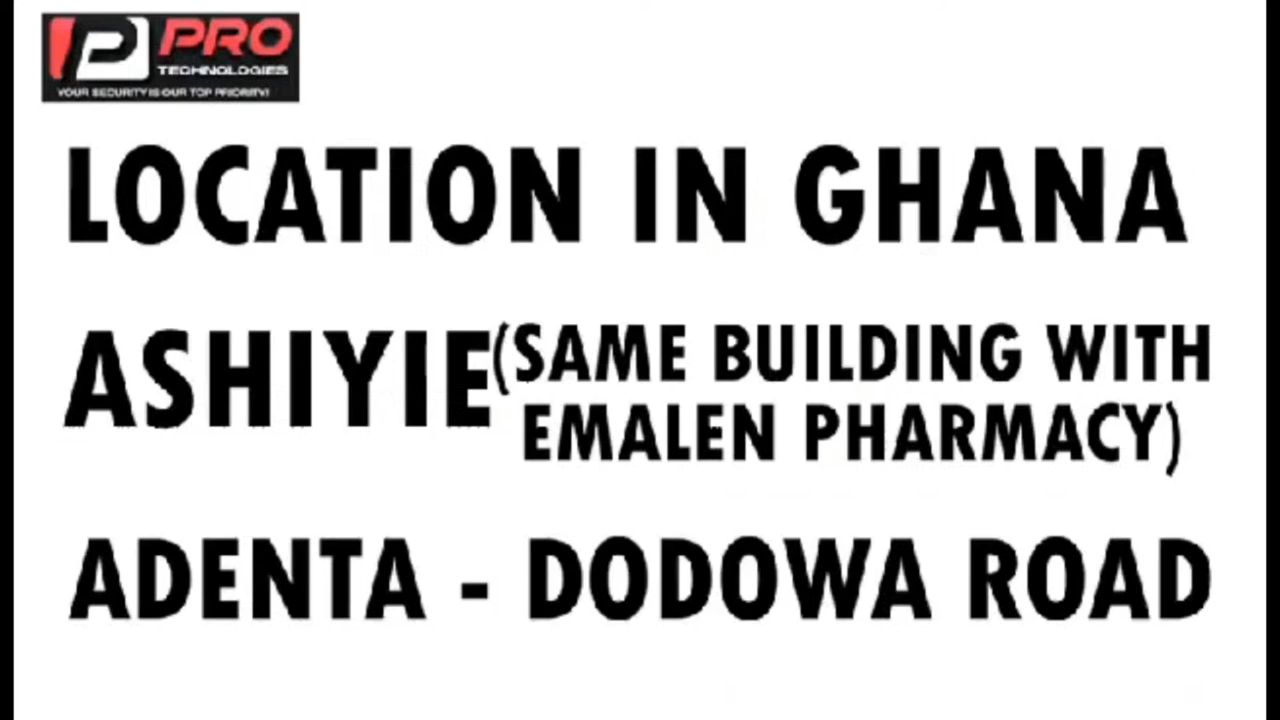 PRO
TECHNOLOGIES
YOUR SECURITY IS OUR TOP PRIORITY!
LOCATION IN GHANA
ASHIYIE (SAME BUILDING WITH
EMALEN PHARMACY)
ADENTA - DODOWA ROAD